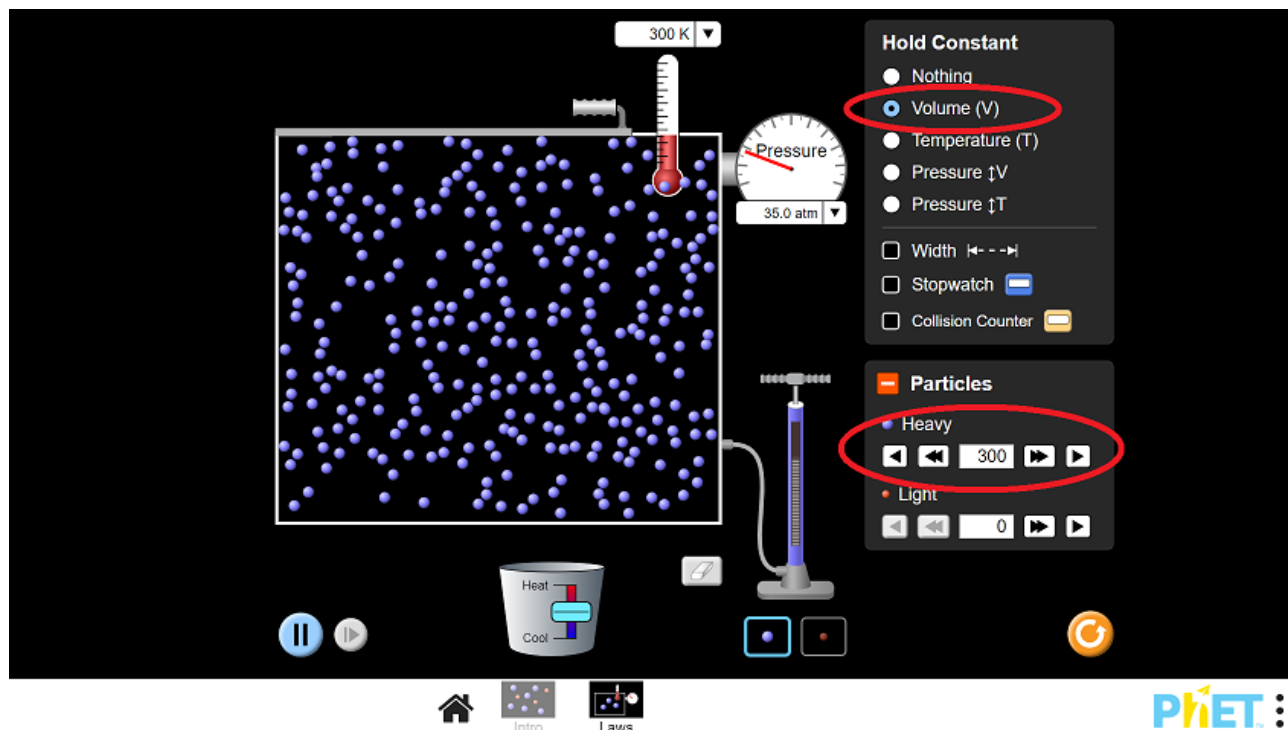 300 K
Hold Constant
Nothing
Volume (V)
Temperature (T)
Pressure ↕V
Pressure ↕T
Pressure
35.0 atm
Width
Stopwatch
Collision Counter
Particles
Heavy
300
Light
0
Heat
Cool
Intro
Laws
PhET